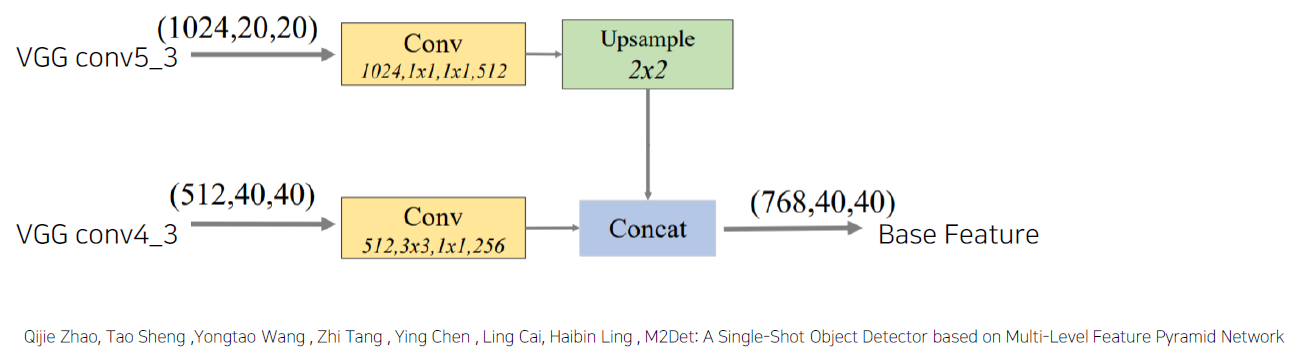 (1024,20,20)
VGG conv5_3
Conv
1024,1x1,1x1,512
Upsample
2x2
(512,40,40)
VGG conv4_3
Conv
512,3x3,1x1,256
Concat
(768,40,40)
Base Feature
Qijie Zhao, Tao Sheng ,Yongtao Wang , Zhi Tang , Ying Chen , Ling Cai, Haibin Ling , M2Det: A Single-Shot Object Detector based on Multi-Level Feature Pyramid Network